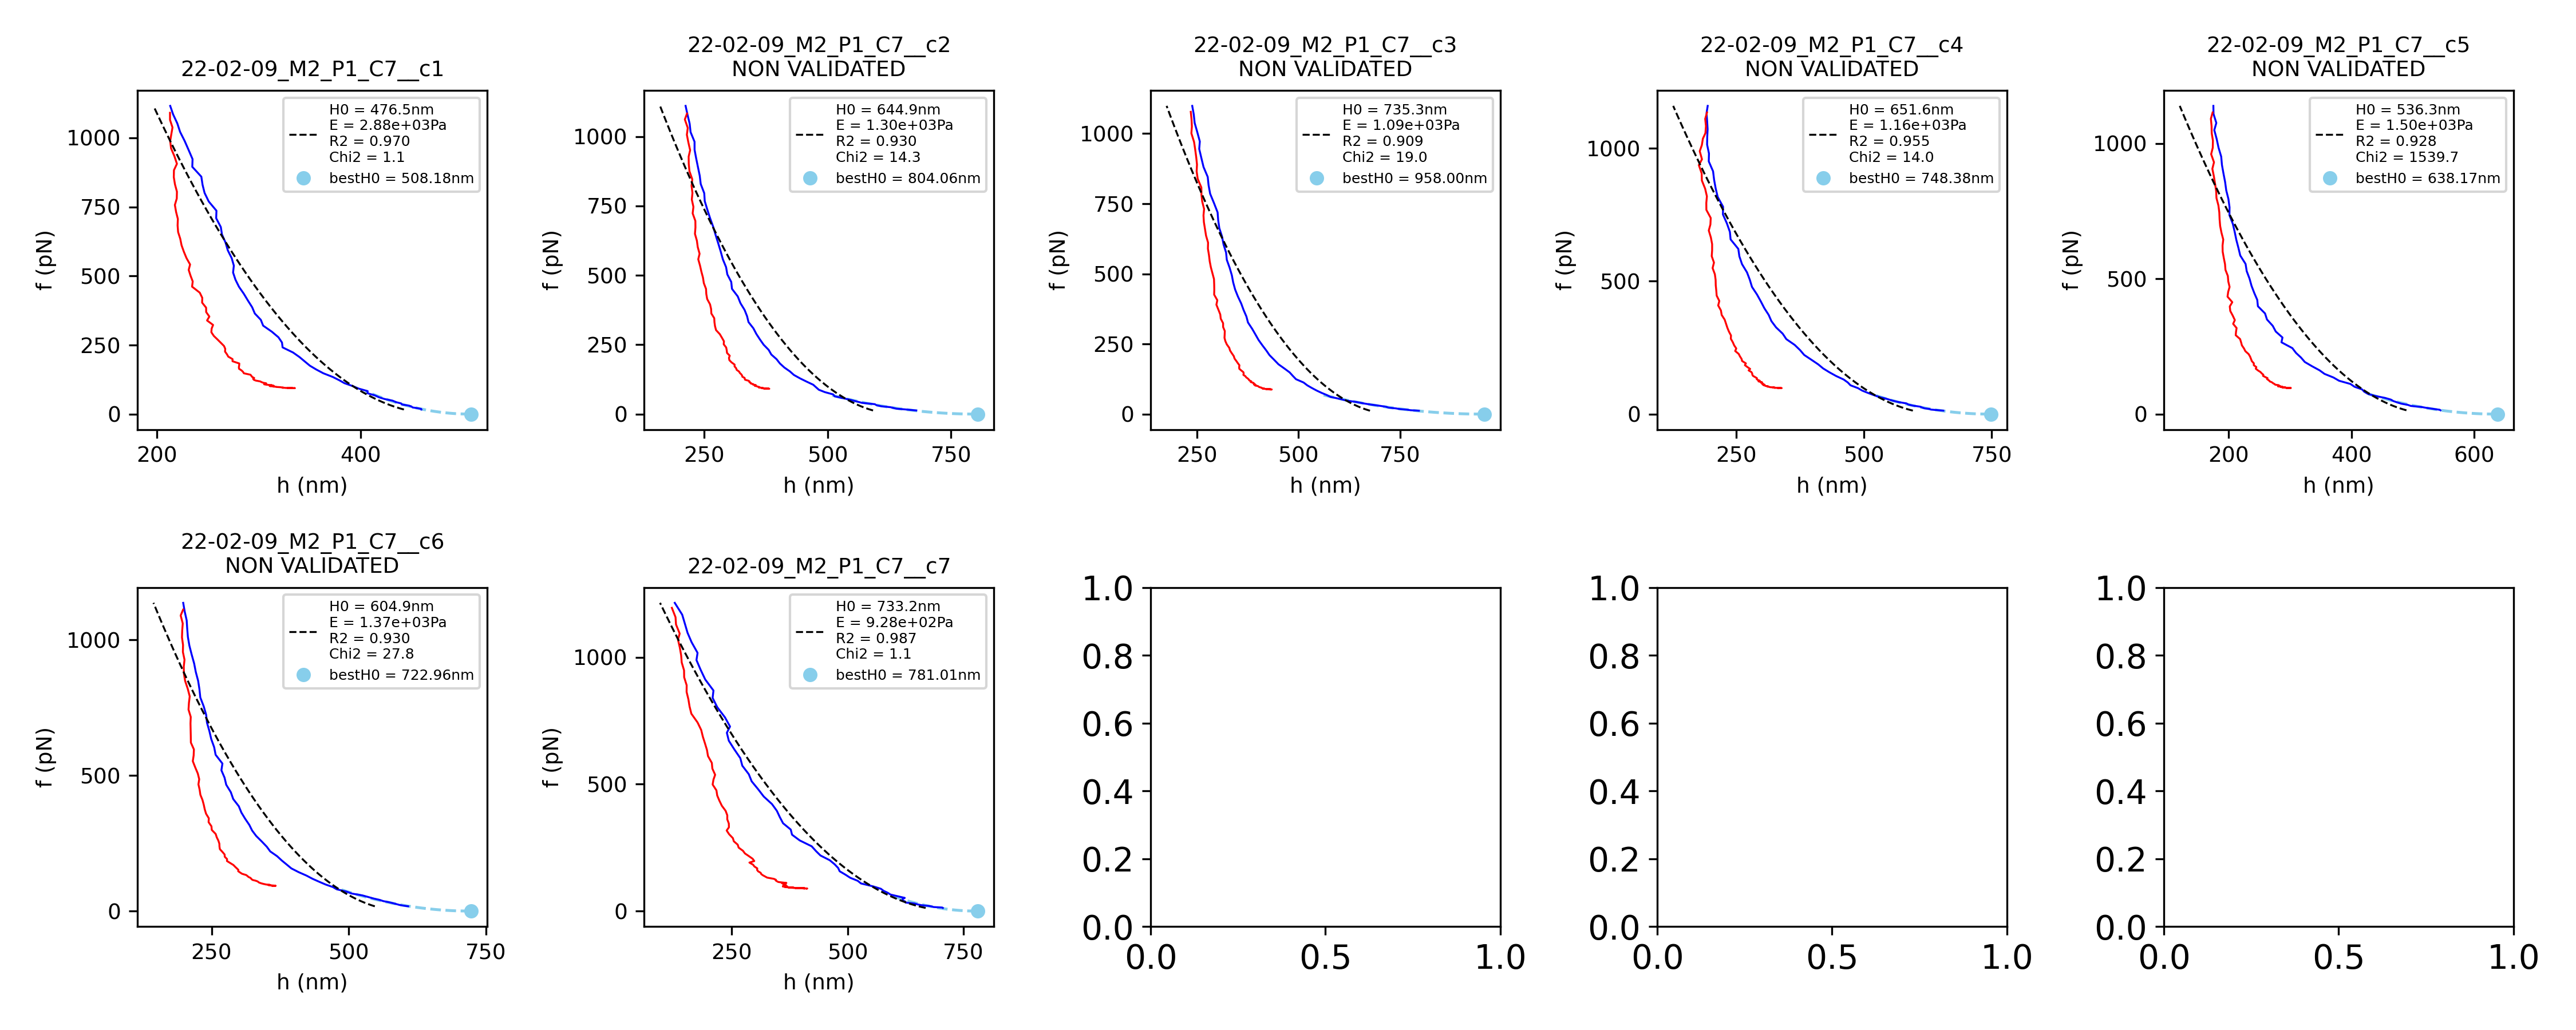 22-02-09_M2_P1_C7__c1
H0 = 476.5nm
E = 2.88e+03Pa
R2 = 0.970
Chi2 = 1.1
bestH0 = 508.18nm
1000
750
500
250
0
f (pN)
200 400
h (nm)
22-02-09_M2_P1_C7__c2
NON VALIDATED
H0 = 644.9nm
E = 1.30e+03Pa
R2 = 0.930
Chi2 = 14.3
bestH0 = 804.06nm
1000
750
500
250
0
f (pN)
250 500 750
h (nm)
22-02-09_M2_P1_C7__c3
NON VALIDATED
H0 = 735.3nm
E = 1.09e+03Pa
R2 = 0.909
Chi2 = 19.0
bestH0 = 958.00nm
1000
750
500
250
0
f (pN)
250 500 750
h (nm)
22-02-09_M2_P1_C7__c4
NON VALIDATED
H0 = 651.6nm
E = 1.16e+03Pa
R2 = 0.955
Chi2 = 14.0
bestH0 = 748.38nm
1000
500
0
f (pN)
250 500 750
h (nm)
22-02-09_M2_P1_C7__c5
NON VALIDATED
H0 = 536.3nm
E = 1.50e+03Pa
R2 = 0.928
Chi2 = 1539.7
bestH0 = 638.17nm
1000
500
0
f (pN)
200 400 600
h (nm)
22-02-09_M2_P1_C7__c6
NON VALIDATED
H0 = 604.9nm
E = 1.37e+03Pa
R2 = 0.930
Chi2 = 27.8
bestH0 = 722.96nm
1000
500
0
f (pN)
250 500 750
h (nm)
22-02-09_M2_P1_C7__c7
H0 = 733.2nm
E = 9.28e+02Pa
R2 = 0.987
Chi2 = 1.1
bestH0 = 781.01nm
1000
500
0
f (pN)
250 500 750
h (nm)
1.0
0.8
0.6
0.4
0.2
0.0
0.0 0.5 1.0
1.0
0.8
0.6
0.4
0.2
0.0
0.0 0.5 1.0
1.0
0.8
0.6
0.4
0.2
0.0
0.0 0.5 1.0